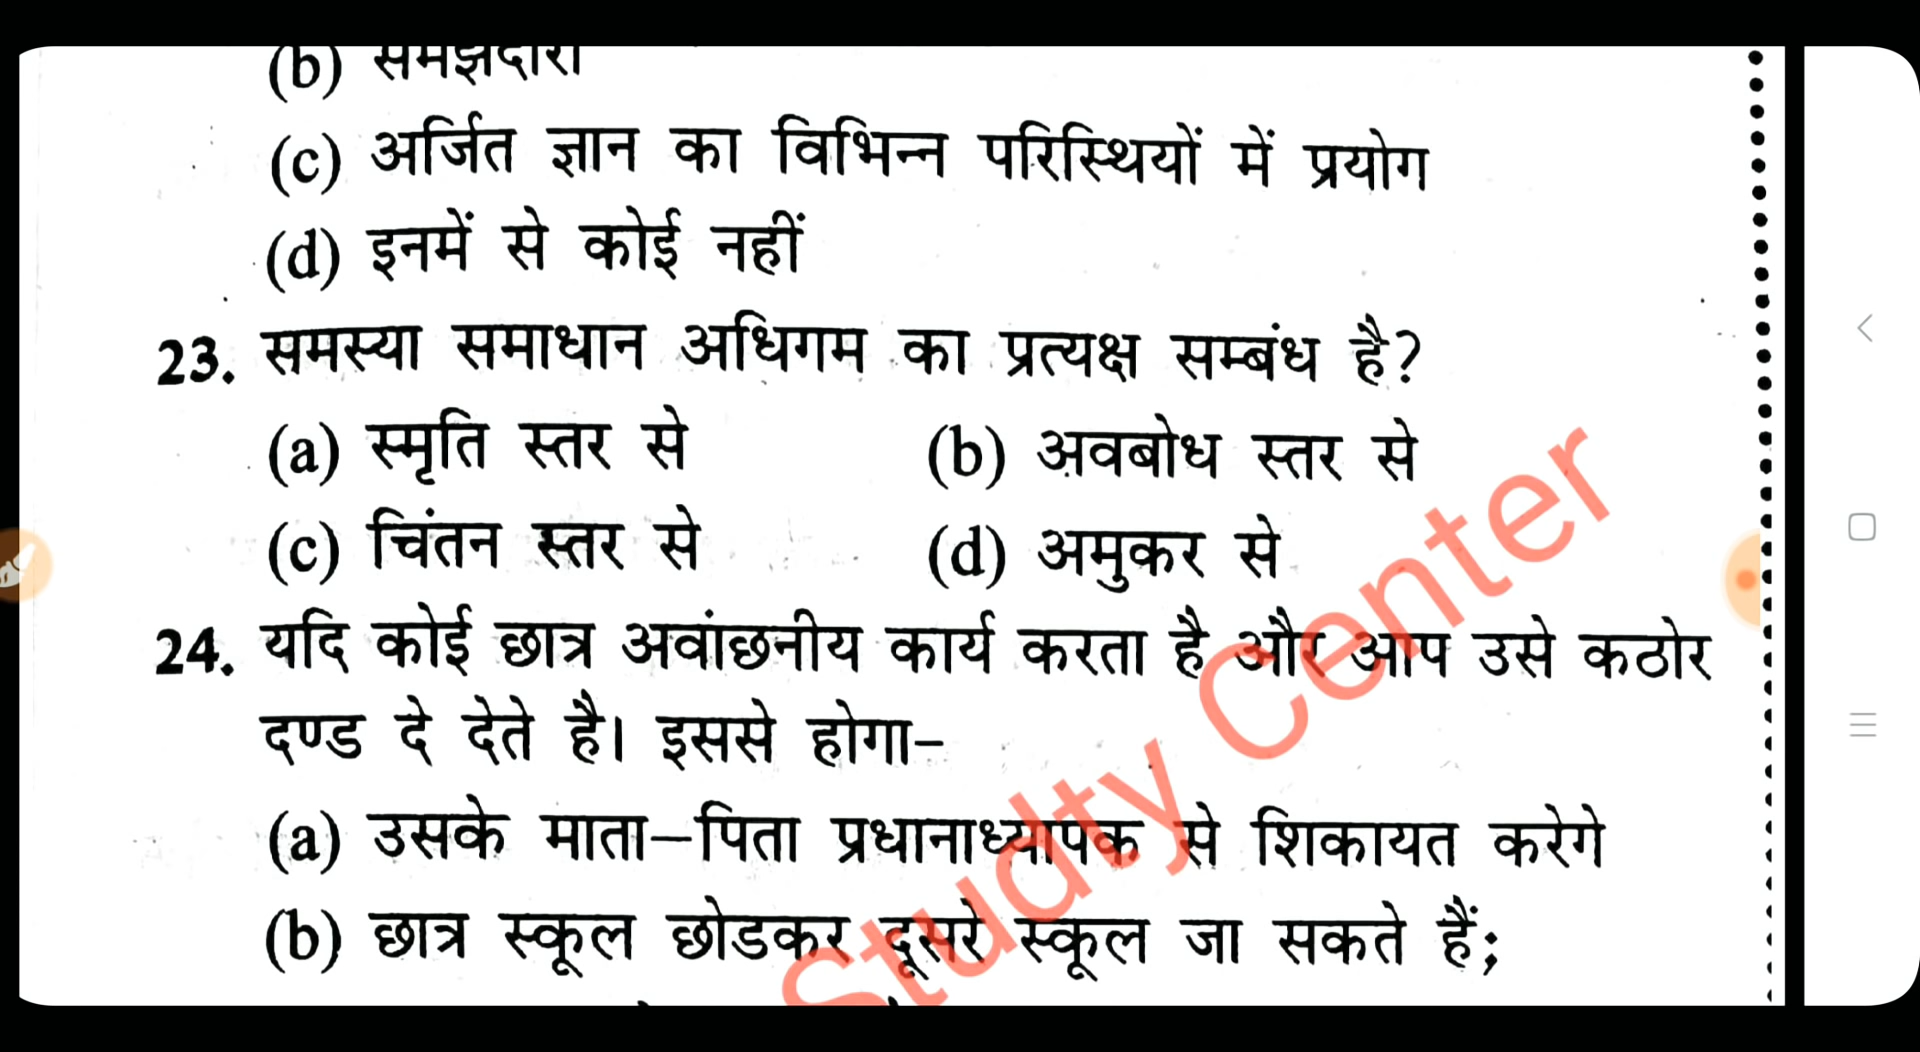 (b) समझदारी
(c) अर्जित ज्ञान का विभिन्न परिस्थियों में प्रयोग
(d) इनमें से कोई नहीं
23. समस्या समाधान अधिगम का प्रत्यक्ष सम्बंध है?
(a) स्मृति स्तर से (b) अवबोध स्तर से
(c) चिंतन स्तर से (d) अमुकर से
24. यदि कोई छात्र अवांछनीय कार्य करता है और आप उसे कठोर
दण्ड दे देते है। इससे होगा–
(a) उसके माता–पिता प्रधानाध्यापक से शिकायत करेगे
(b) छात्र स्कूल छोडकर दूसरे स्कूल जा सकते हैं;
Studty Center